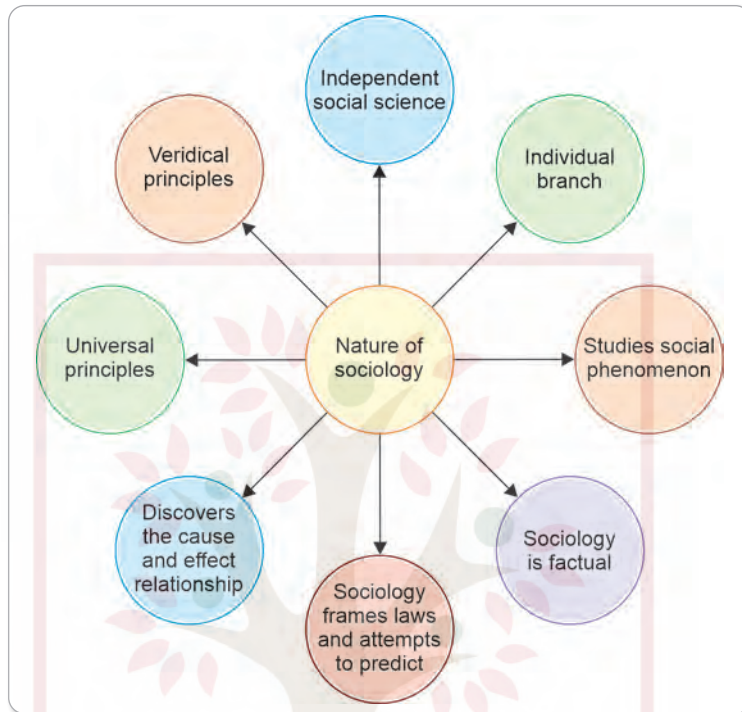 Independent
social science
Veridical
principles
Individual
branch
Universal
principles
Nature of
sociology
Studies social
phenomenon
Discovers
the cause
and effect
relationship
Sociology
is factual
Sociology
frames laws
and attempts
to predict